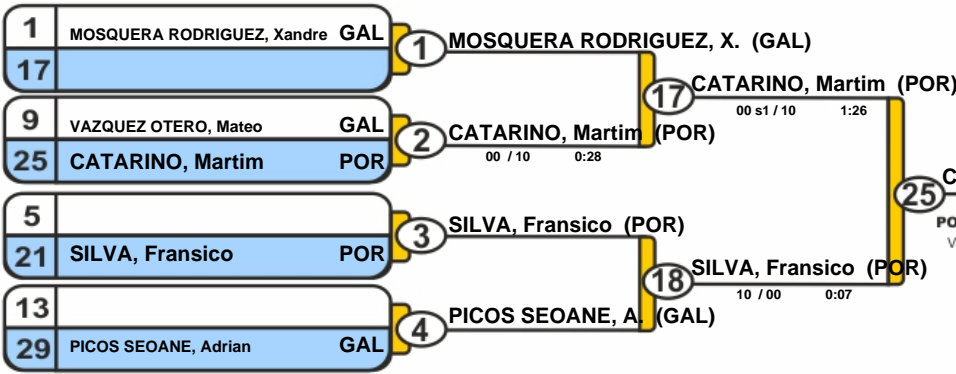 1 MOSQUERA RODRIGUEZ, Xandre GAL
17
9 VAZQUEZ OTERO, Mateo GAL
25 CATARINO, Martim POR
5
21 SILVA, Fransico POR
13
29 PICOS SEOANE, Adrian GAL
1 MOSQUERA RODRIGUEZ, X. (GAL)
2 CATARINO, Martim (POR)
00 / 10 0:28
3 SILVA, Fransico (POR)
4 PICOS SEOANE, A. (GAL)
17 CATARINO, Martim (POR)
00 s1 / 10 1:26
18 SILVA, Fransico (POR)
10 / 00 0:07
25 C
PO
V